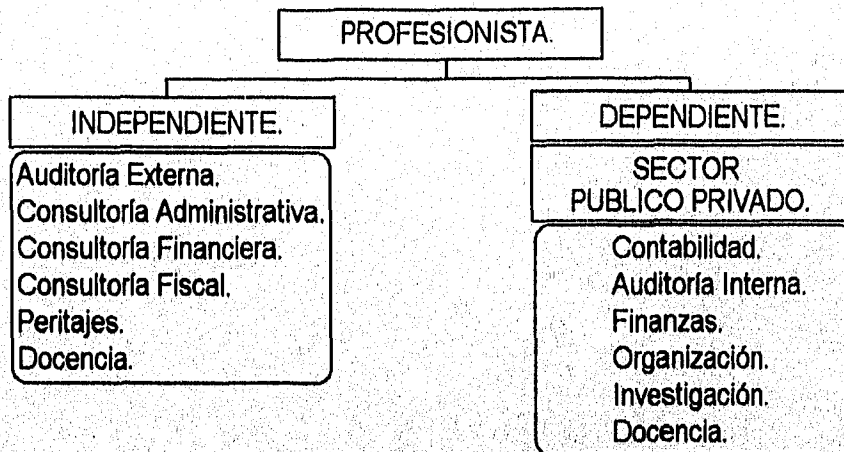 PROFESIONISTA.
INDEPENDIENTE.
Auditoría Externa.
Consultoría Administrativa.
Consultoría Financiera.
Consultoría Fiscal.
Peritajes.
Docencia.
DEPENDIENTE.
SECTOR
PUBLICO PRIVADO.
Contabilidad.
Auditoría Interna.
Finanzas.
Organización.
Investigación.
Docencia.